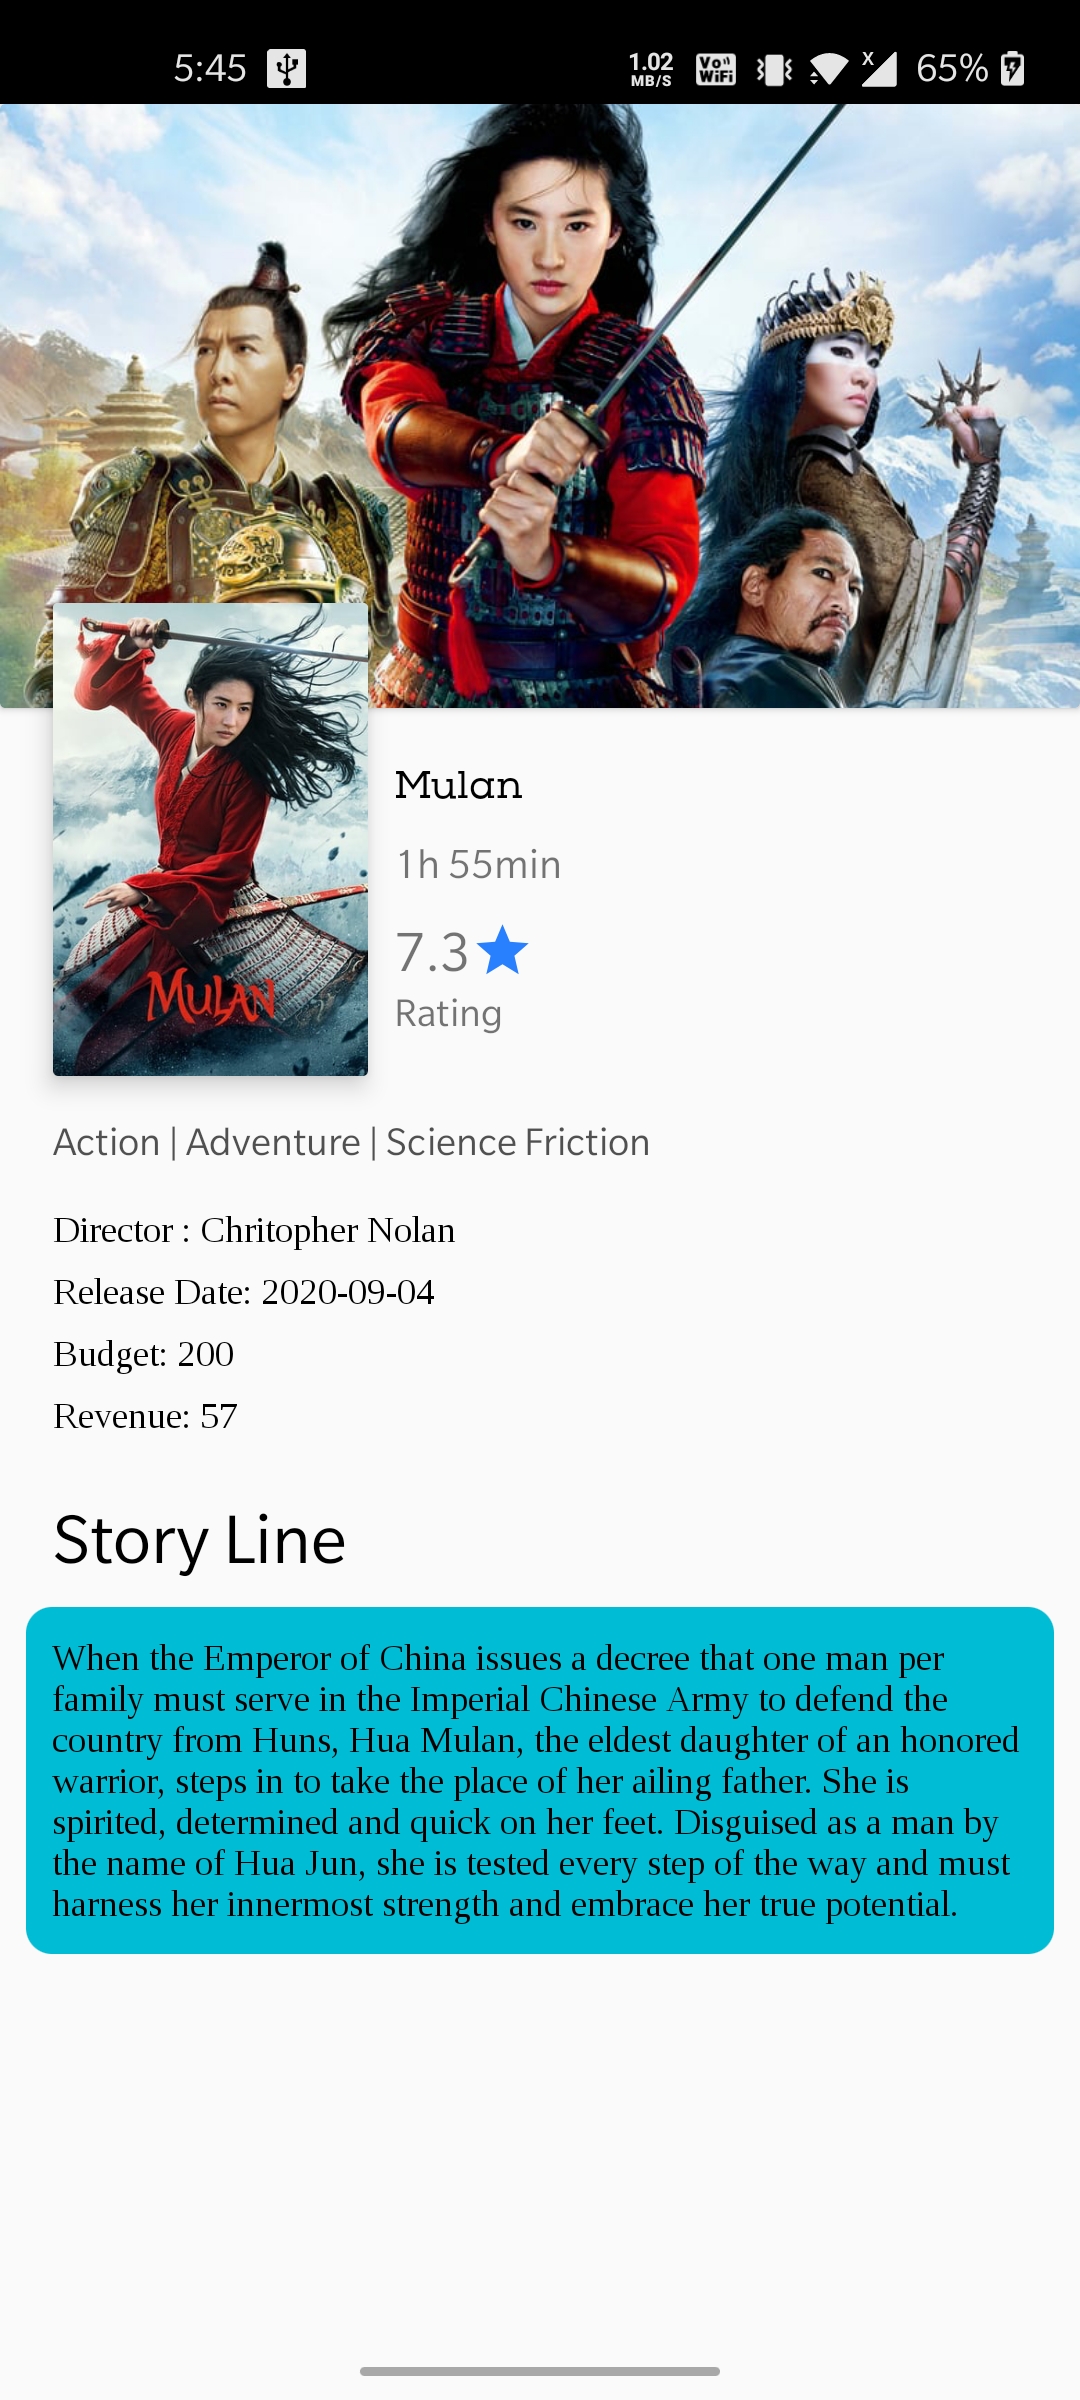 5:45
1.02
MB/S
Vo
WiFi
X
65%
MULAN
Mulan
1h 55min
7.3
Rating
Action | Adventure | Science Friction
Director : Chritopher Nolan
Release Date: 2020-09-04
Budget: 200
Revenue: 57
Story Line
When the Emperor of China issues a decree that one man per
family must serve in the Imperial Chinese Army to defend the
country from Huns, Hua Mulan, the eldest daughter of an honored
warrior, steps in to take the place of her ailing father. She is
spirited, determined and quick on her feet. Disguised as a man by
the name of Hua Jun, she is tested every step of the way and must
harness her innermost strength and embrace her true potential.